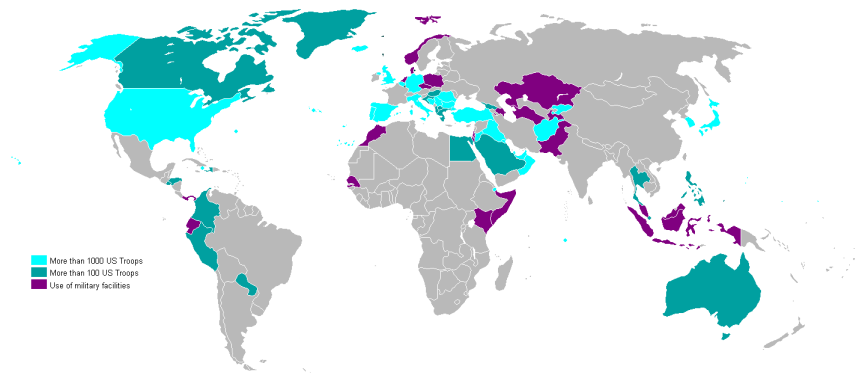 More than 1000 US Troops
More than 100 US Troops
Use of military facilities